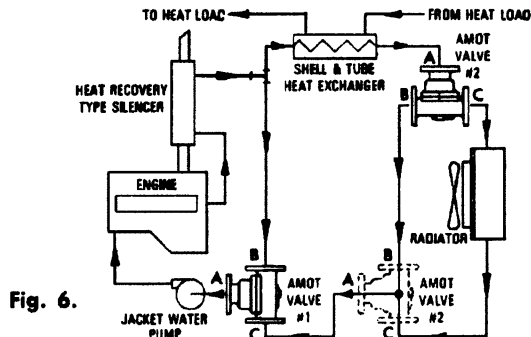 TO HEAT LOAD
FROM HEAT LOAD
AMOT
VALVE
#2
A
SHELL & TUBE
HEAT EXCHANGER
HEAT RECOVERY
TYPE SILENCER
B
C
ENGINE
RADIATOR
B
B
A
A
AMOT
VALVE
#1
AMOT
VALVE
#2
Fig. 6.
JACKET WATER
PUMP
C
C